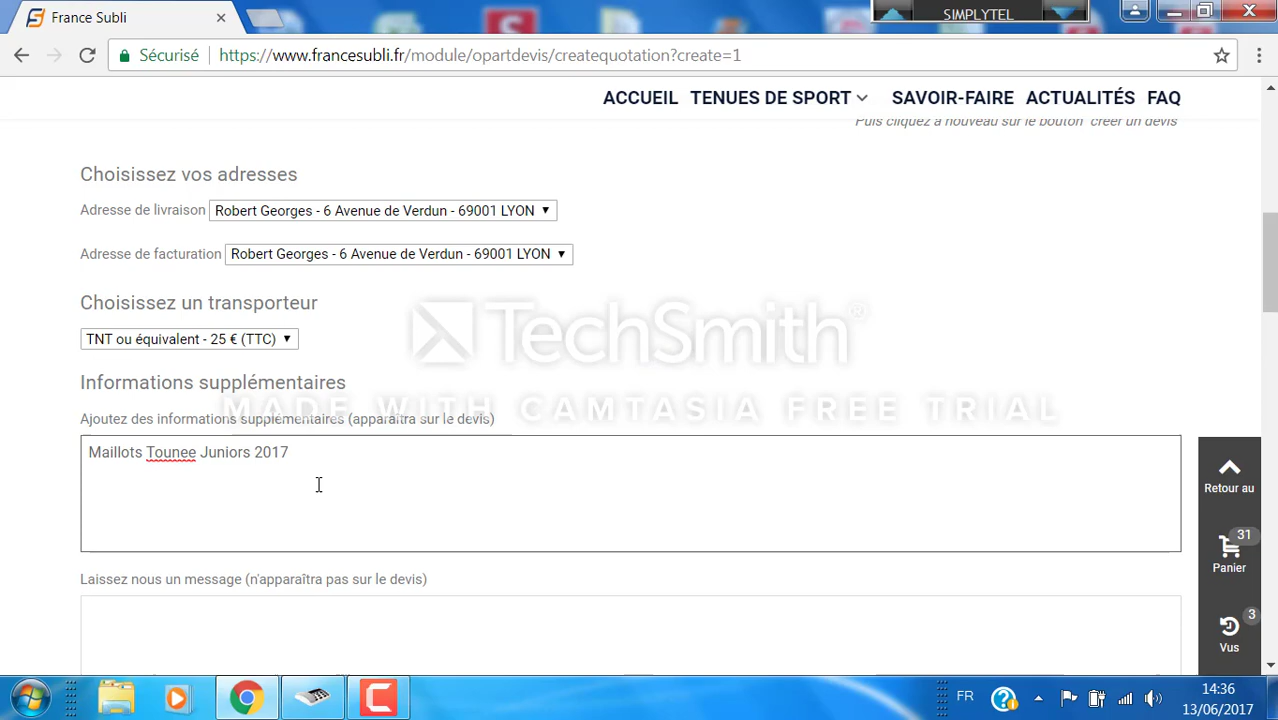 France Subli
SIMPLYTEL
Sécurisé https://www.francesubli.fr/module/opartdevis/createquotation?create=1
ACCUEIL TENUES DE SPORT SAVOIR-FAIRE ACTUALITÉS FAQ
Puis cliquez à nouveau sur le bouton créer un devis
Choisissez vos adresses
Adresse de livraison Robert Georges - 6 Avenue de Verdun - 69001 LYON
Adresse de facturation Robert Georges - 6 Avenue de Verdun - 69001 LYON
Choisissez un transporteur
TNT ou équivalent - 25 € (TTC)
TechSmith®
MADE WITH CAMTASIA FREE TRIAL
Informations supplémentaires
Ajoutez des informations supplémentaires (apparaîtra sur le devis)
Maillots Tounee Juniors 2017
Retour au
31
Panier
3
Vus
Laissez nous un message (n'apparaîtra pas sur le devis)
FR
14:36
13/06/2017